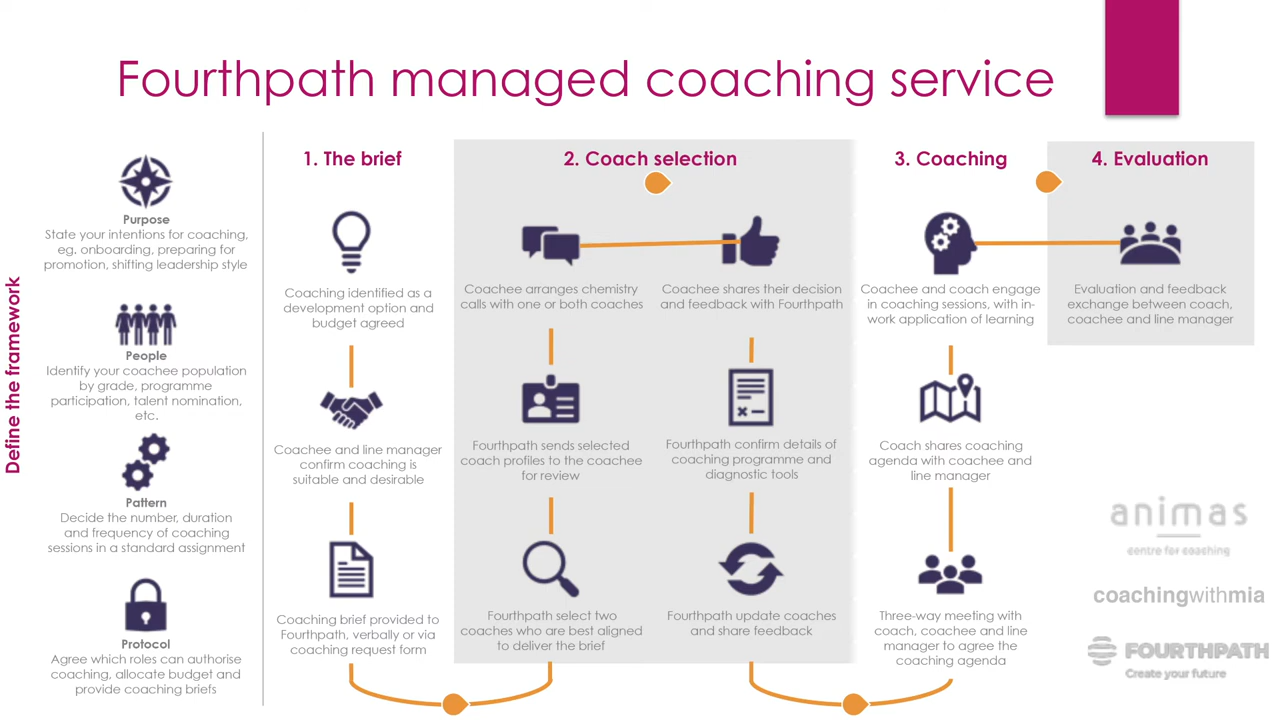 Fourthpath managed coaching service
Define the framework
Purpose
State your intentions for coaching,
eg. onboarding, preparing for
promotion, shifting leadership style
People
Identify your coachee population
by grade, programme
participation, talent nomination,
etc.
Pattern
Decide the number, duration
and frequency of coaching
sessions in a standard assignment
Protocol
Agree which roles can authorise
coaching, allocate budget and
provide coaching briefs
1. The brief
Coaching identified as a
development option and
budget agreed
Coachee and line manager
confirm coaching is
suitable and desirable
Coaching brief provided to
Fourthpath, verbally or via
coaching request form
2. Coach selection
Coachee arranges chemistry
calls with one or both coaches
Fourthpath sends selected
coach profiles to the coachee
for review
Fourthpath select two
coaches who are best aligned
to deliver the brief
Coachee shares their decision
and feedback with Fourthpath
Fourthpath confirm details of
coaching programme and
diagnostic tools
Fourthpath update coaches
and share feedback
3. Coaching
Coachee and coach engage
in coaching sessions, with in-
work application of learning
Coach shares coaching
agenda with coachee and
line manager
Three-way meeting with
coach, coachee and line
manager to agree the
coaching agenda
4. Evaluation
Evaluation and feedback
exchange between coach,
coachee and line manager
animas
centre for coaching
coachingwithmia
FOURTHPATH
Create your future